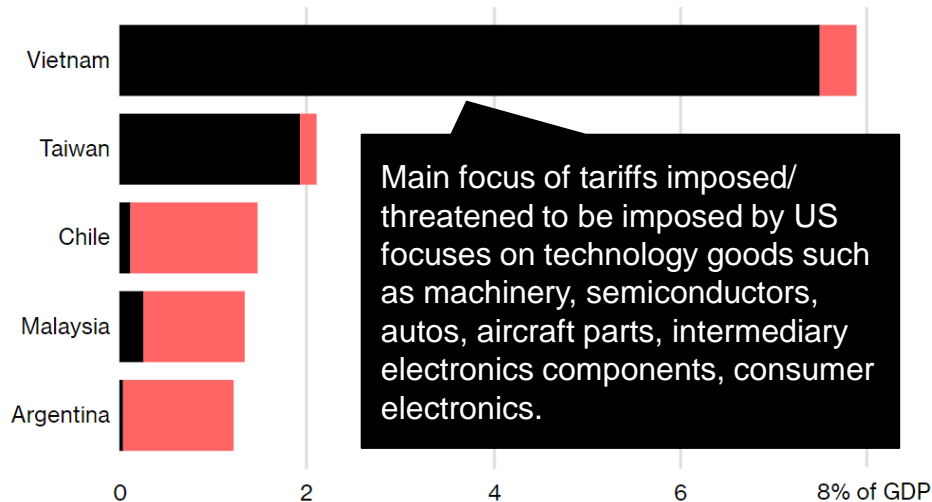 Vietnam
Taiwan
Chile
Malaysia
Argentina
Main focus of tariffs imposed/
threatened to be imposed by US
focuses on technology goods such
as machinery, semiconductors,
autos, aircraft parts, intermediary
electronics components, consumer
electronics.
0 2 4 6 8% of GDP